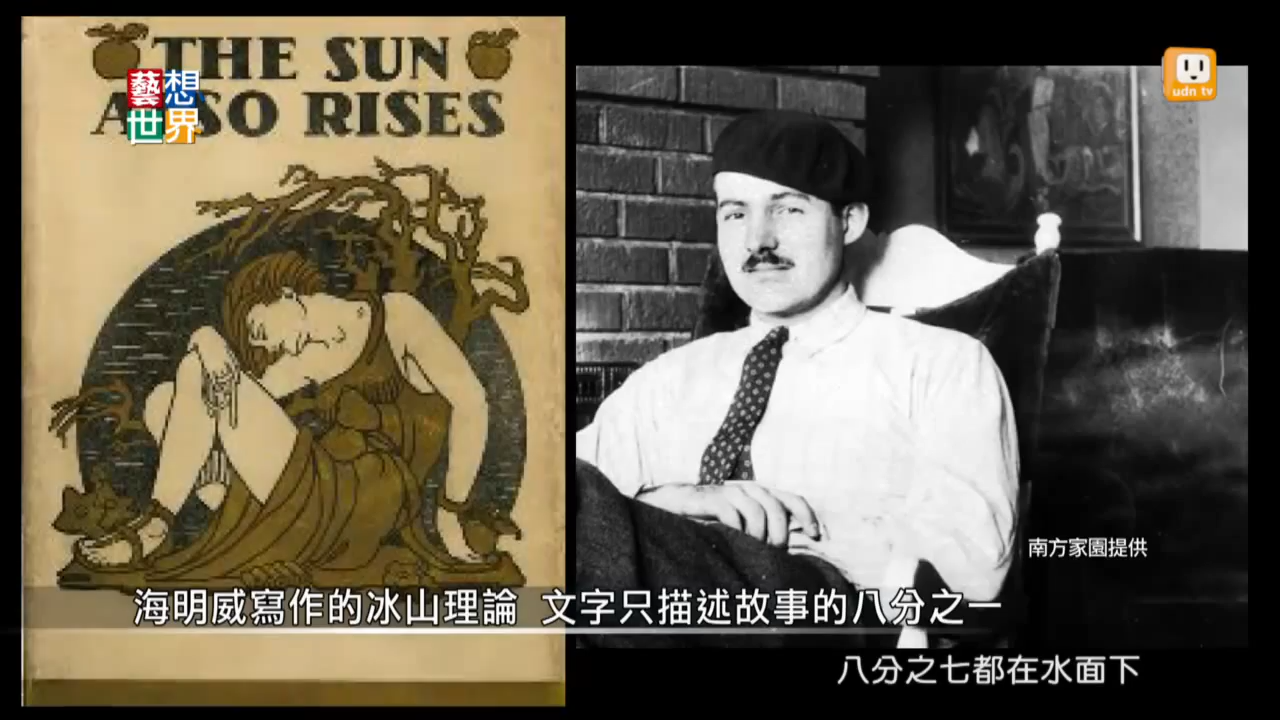 THE SUN
ALSO RISES
藝想
世界
udn tv
南方家園提供
海明威寫作的冰山理論 文字只描述故事的八分之一
八分之七都在水面下